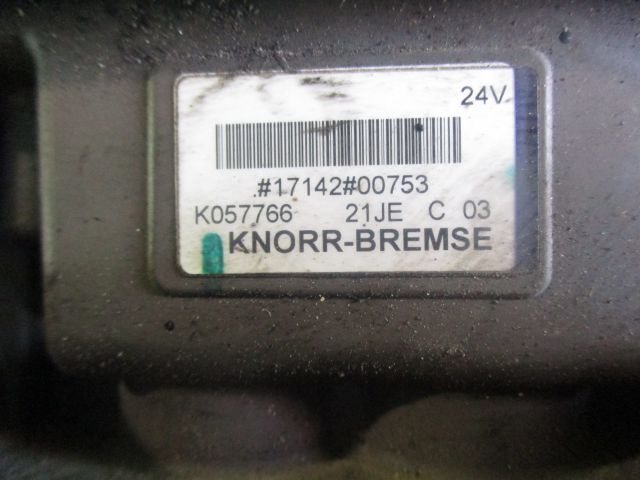 24V
#17142#00753
K057766 21JE C 03
KNORR-BREMSE